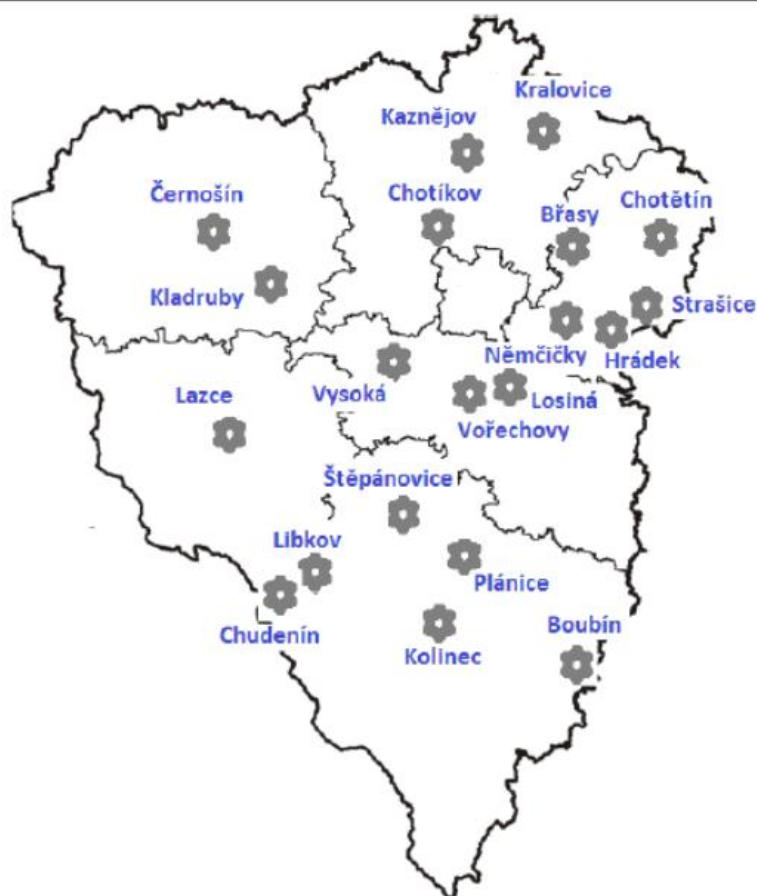 Kralovice
Kaznějov
Černošín
Chotíkov
Břasy
Chotětín
Kladruby
Strašice
Němčičky
Hrádek
Lazce
Vysoká
Losiná
Vořechovy
Štěpánovice
Libkov
Plánice
Chudenín
Kolinec
Boubín